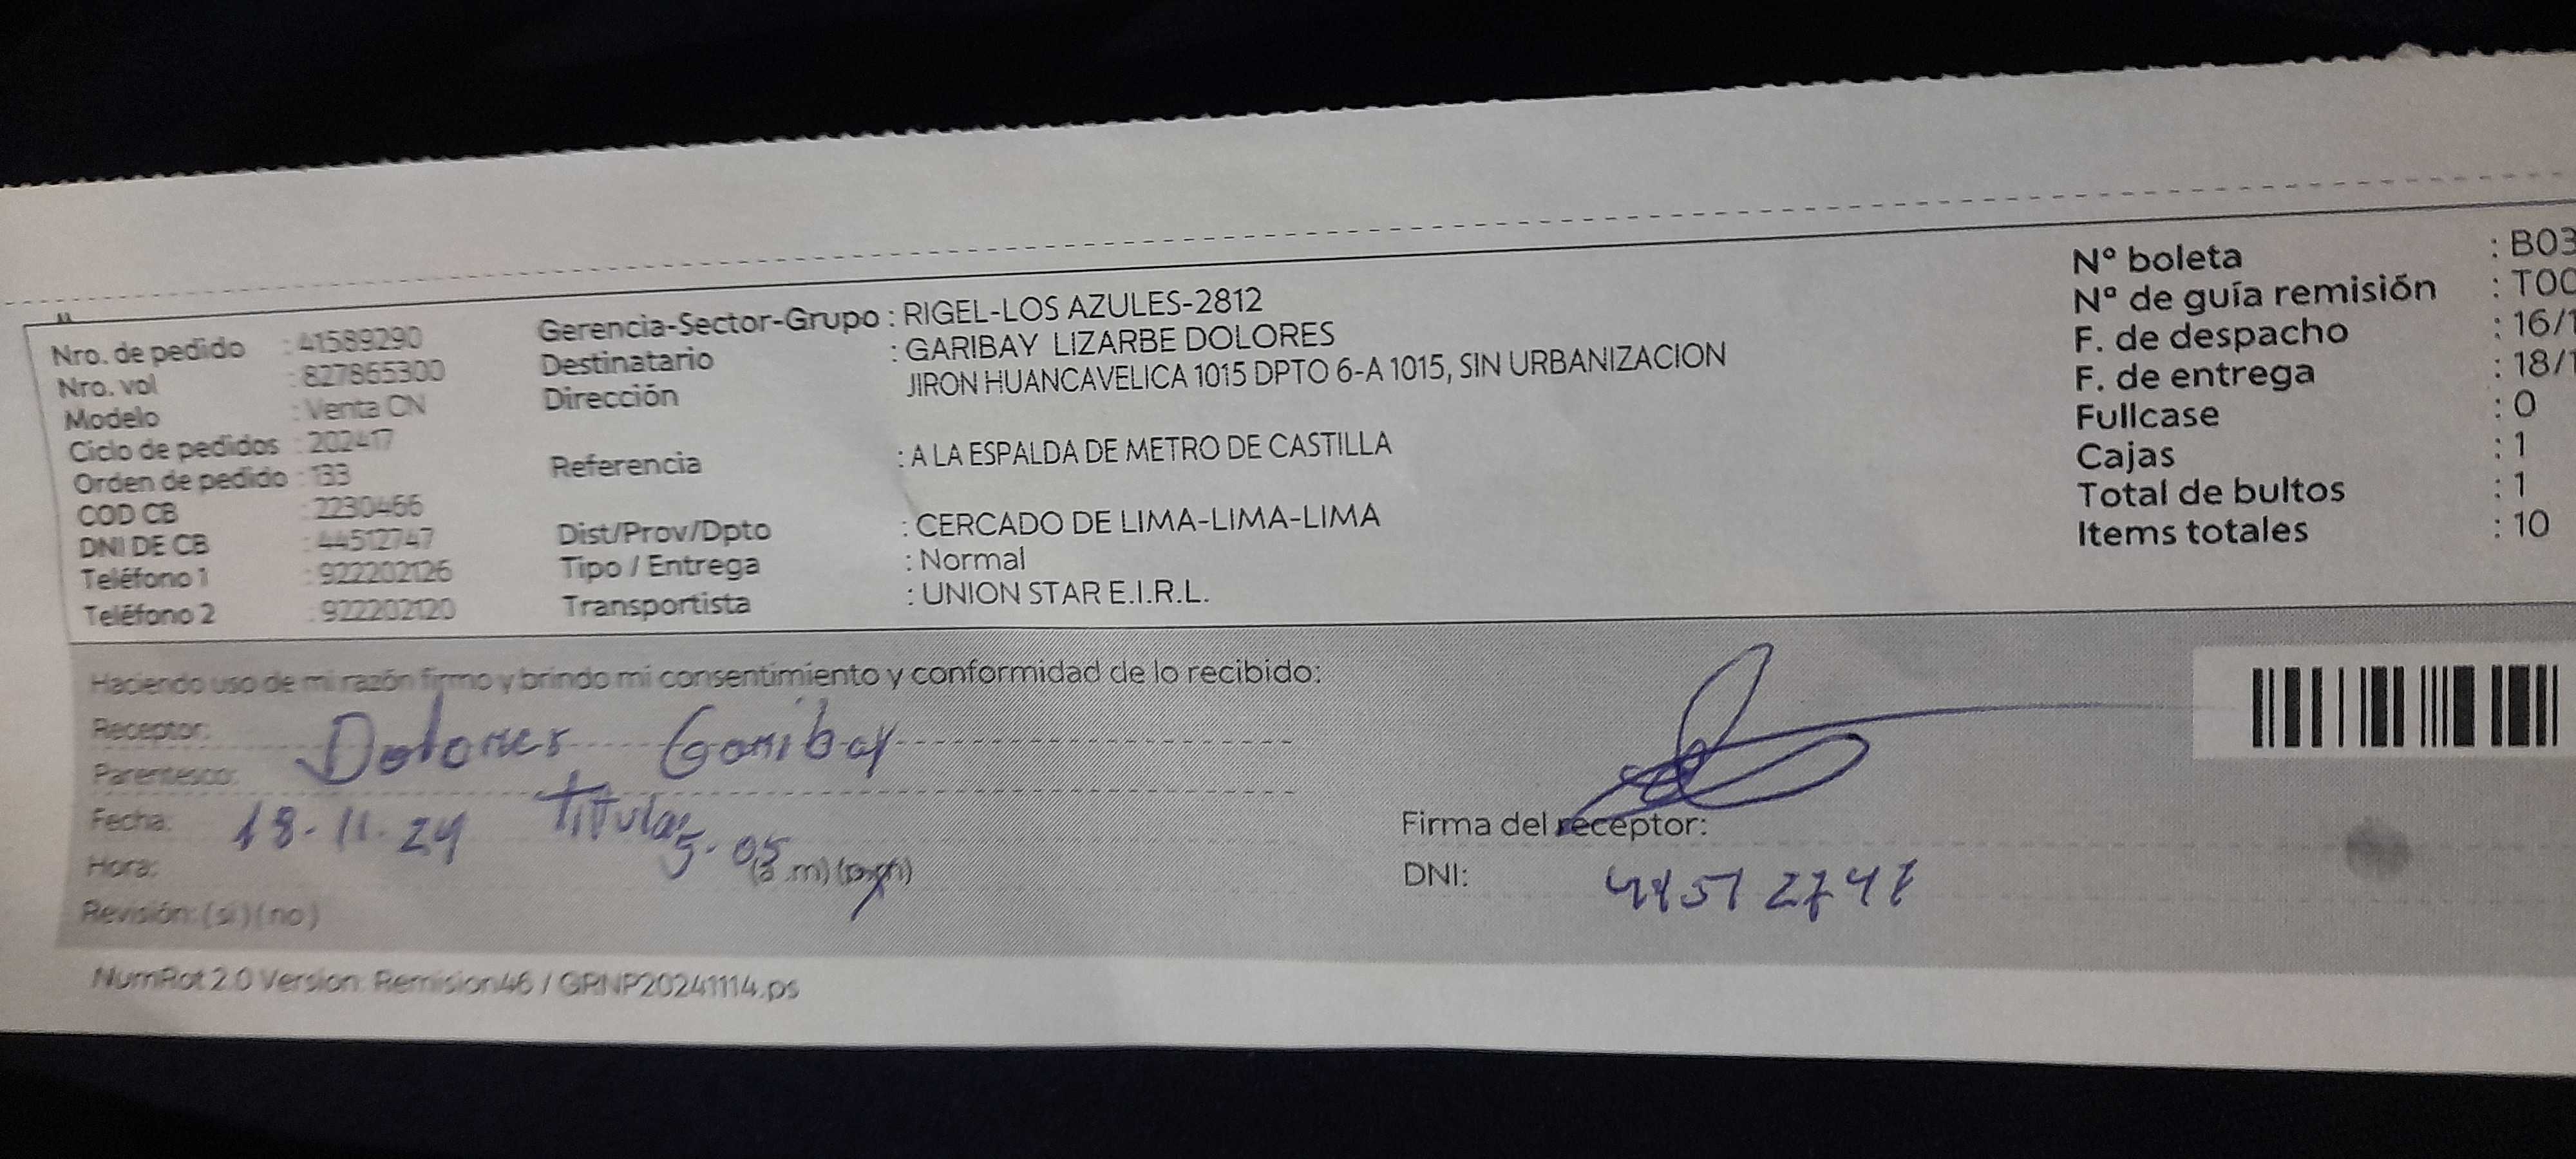 Nro. de pedido : 41589290
Nro. vol : 827865300
Modelo : Venta CN
Ciclo de pedidos : 202417
Orden de pedido : 133
COD CB : 2230466
DNI DE CB : 44512747
Teléfono 1 : 922202126
Teléfono 2 : 922202120
Gerencia-Sector-Grupo : RIGEL-LOS AZULES-2812
Destinatario : GARIBAY LIZARBE DOLORES
Dirección JIRON HUANCAVELICA 1015 DPTO 6-A 1015, SIN URBANIZACION
Referencia : A LA ESPALDA DE METRO DE CASTILLA
Dist/Prov/Dpto : CERCADO DE LIMA-LIMA-LIMA
Tipo / Entrega : Normal
Transportista : UNION STAR E.I.R.L.
N° boleta : B03
N° de guía remisión : T00
F. de despacho : 16/1
F. de entrega : 18/1
Fullcase : 0
Cajas : 1
Total de bultos : 1
Items totales : 10
Haciendo uso de mi razón firmo y brindo mi consentimiento y conformidad de lo recibido:
Receptor: Dolores Garibay
Parentesco: Titular
Fecha: 18-11-24
Hora: 5-05 (a .m) (p.m)
Revisión: (si) (no)
Firma del receptor:
DNI: 44512747
NumRot 2.0 Version: Remision46 / GRNP20241114.ps